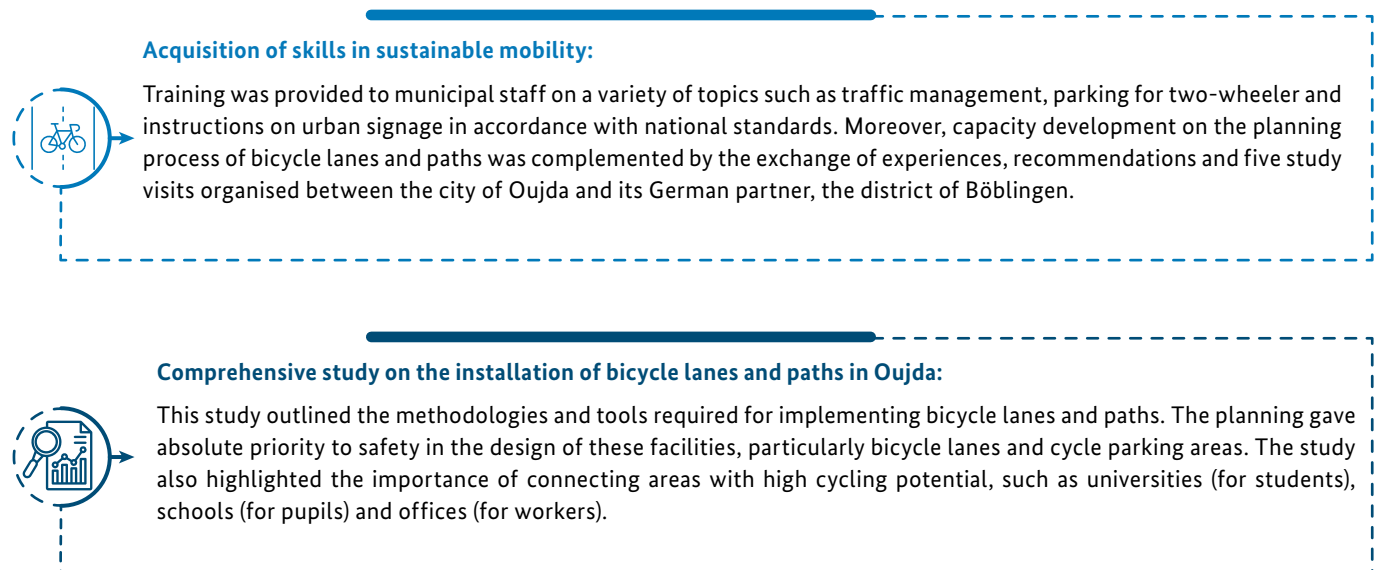 Acquisition of skills in sustainable mobility:
Training was provided to municipal staff on a variety of topics such as traffic management, parking for two-wheeler and
instructions on urban signage in accordance with national standards. Moreover, capacity development on the planning
process of bicycle lanes and paths was complemented by the exchange of experiences, recommendations and five study
visits organised between the city of Oujda and its German partner, the district of Böblingen.
Comprehensive study on the installation of bicycle lanes and paths in Oujda:
This study outlined the methodologies and tools required for implementing bicycle lanes and paths. The planning gave
absolute priority to safety in the design of these facilities, particularly bicycle lanes and cycle parking areas. The study
also highlighted the importance of connecting areas with high cycling potential, such as universities (for students),
schools (for pupils) and offices (for workers).